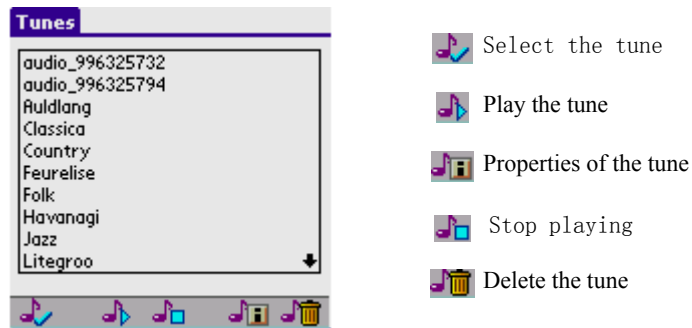 Tunes
audio_996325732
audio_996325794
Auldlang
Classica
Country
Feurelise
Folk
Havanagi
Jazz
Litegroo
Select the tune
Play the tune
Properties of the tune
Stop playing
Delete the tune